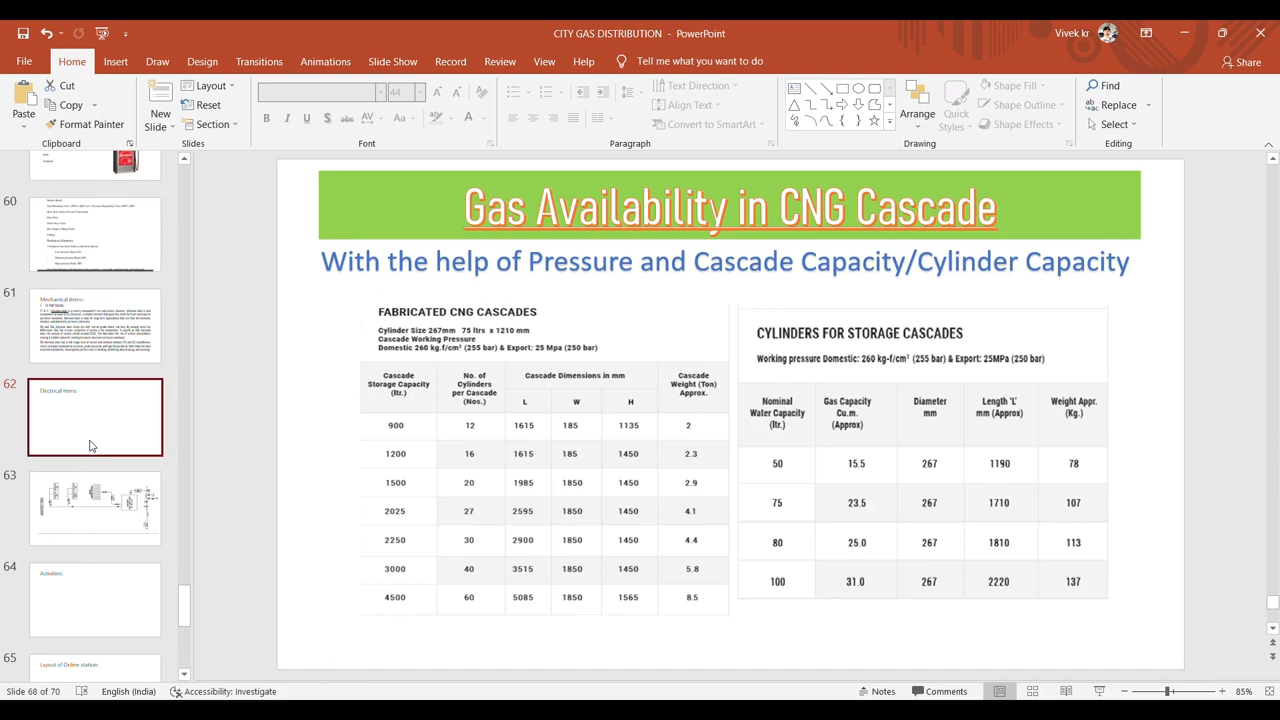 CITY GAS DISTRIBUTION - PowerPoint
Vivek kr
File Home Insert Draw Design Transitions Animations Slide Show Record Review View Help Tell me what you want to do Share
Paste
Cut
Copy
Format Painter
Clipboard
New Slide
Layout
Reset
Section
Slides
44
B I U S abc AV Aa A
Font
Text Direction
Align Text
Convert to SmartArt
Paragraph
Arrange
Quick Styles
Shape Fill
Shape Outline
Shape Effects
Drawing
Find
Replace
Select
Editing
60
61
Mechanical items:
62
Electrical items:
63
64
Activities:
65
Layout of Online station:
Gas Availability in CNG Cascade
With the help of Pressure and Cascade Capacity/Cylinder Capacity
FABRICATED CNG CASCADES
Cylinder Size 267mm 75 ltrs x 1210 mm
Cascade Working Pressure
Domestic 260 kg.f/cm² (255 bar) & Export: 25 Mpa (250 bar)
Cascade Storage Capacity (ltr.) No. of Cylinders per Cascade (Nos.) Cascade Dimensions in mm Cascade Weight (Ton) Approx.
L W H
900 12 1615 185 1135 2
1200 16 1615 185 1450 2.3
1500 20 1985 1850 1450 2.9
2025 27 2595 1850 1450 4.1
2250 30 2900 1850 1450 4.4
3000 40 3515 1850 1450 5.8
4500 60 5085 1850 1565 8.5
CYLINDERS FOR STORAGE CASCADES
Working pressure Domestic: 260 kg.f/cm² (255 bar) & Export: 25MPa (250 bar)
Nominal Water Capacity (ltr.) Gas Capacity Cu.m. (Approx) Diameter mm Length 'L' mm (Approx) Weight Appr. (Kg.)
50 15.5 267 1190 78
75 23.5 267 1710 107
80 25.0 267 1810 113
100 31.0 267 2220 137
Slide 68 of 70 English (India) Accessibility: Investigate Notes Comments 85%